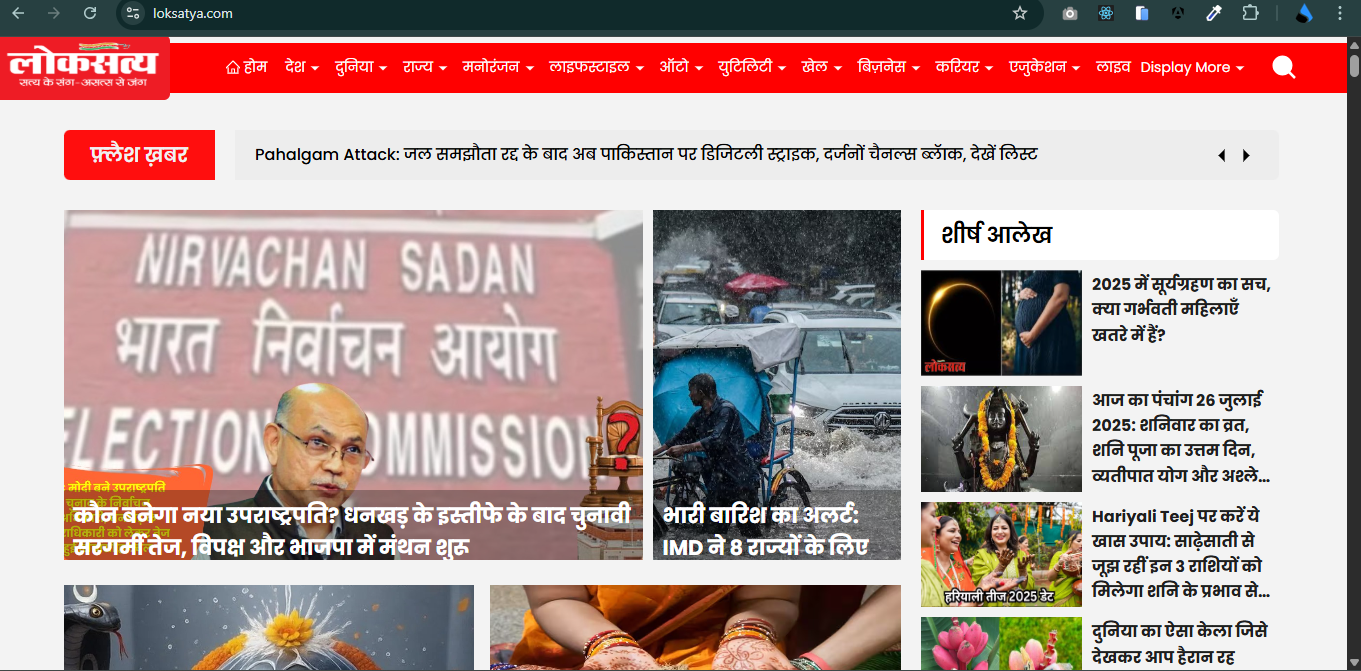 loksatya.com
लोकसत्य
सत्य के संग-असत्य से जंग
होम देश दुनिया राज्य मनोरंजन लाइफस्टाइल ऑटो युटिलिटी खेल बिज़नेस करियर एजुकेशन लाइव Display More
फ़्लैश ख़बर
Pahalgam Attack: जल समझौता रद्द के बाद अब पाकिस्तान पर डिजिटली स्ट्राइक, दर्जनों चैनल्स ब्लॅाक, देखें लिस्ट
NIRVACHAN SADAN
भारत निर्वाचन आयोग
ELECTION COMMISSION
मोदी बने उपराष्ट्रपति
कौन बनेगा नया उपराष्ट्रपति? धनखड़ के इस्तीफे के बाद चुनावी
सरगर्मी तेज, विपक्ष और भाजपा में मंथन शुरू
भारी बारिश का अलर्ट:
IMD ने 8 राज्यों के लिए
शीर्ष आलेख
2025 में सूर्यग्रहण का सच,
क्या गर्भवती महिलाएँ
खतरे में हैं?
लोकसत्य
आज का पंचांग 26 जुलाई
2025: शनिवार का व्रत,
शनि पूजा का उत्तम दिन,
व्यतीपात योग और अश्ले...
Hariyali Teej पर करें ये
खास उपाय: साढ़ेसाती से
जूझ रहीं इन 3 राशियों को
मिलेगा शनि के प्रभाव से...
हरियाली तीज 2025 डेट
दुनिया का ऐसा केला जिसे
देखकर आप हैरान रह